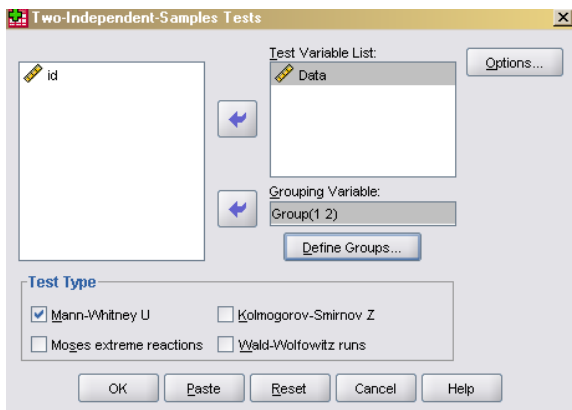 Two-Independent-Samples Tests
id
Test Variable List:
Data
Options...
Grouping Variable:
Group(1 2)
Define Groups...
Test Type
Mann-Whitney U
Kolmogorov-Smirnov Z
Moses extreme reactions
Wald-Wolfowitz runs
OK
Paste
Reset
Cancel
Help